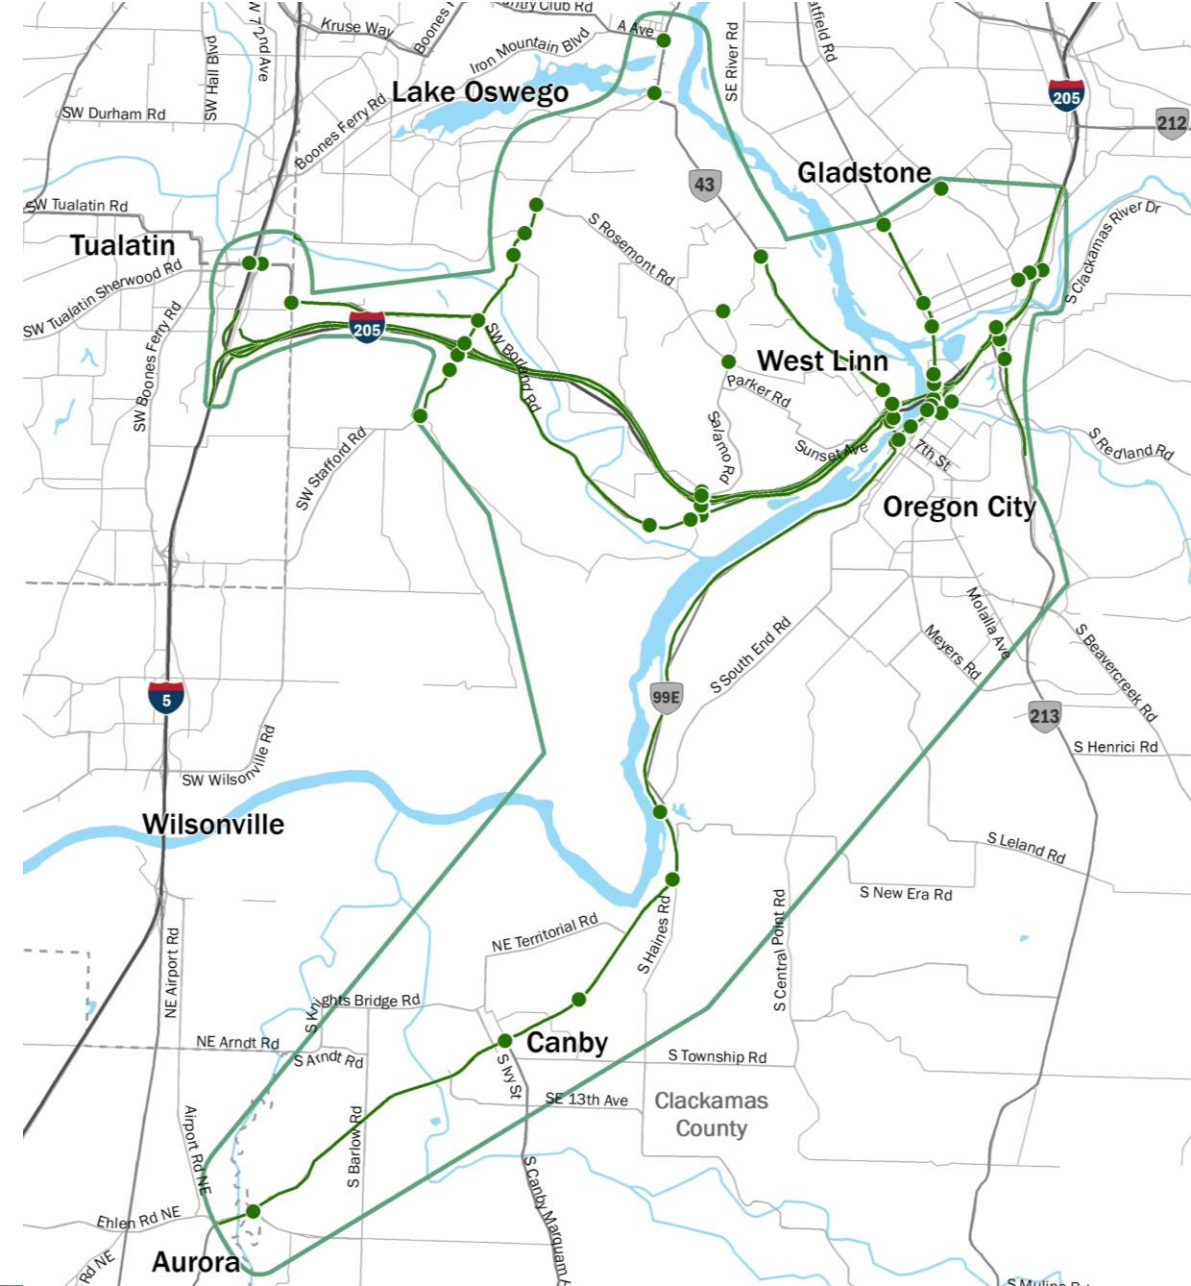 ntry Club Rd
Kruse Way
A Ave
SE River Rd
Iron Mountain Blvd
SW Hall Blvd
Lake Oswego
205
SW Durham Rd
Boones Ferry Rd
212
Gladstone
43
SW Tualatin Rd
S Clackamas River Dr
Tualatin
S Rosemont Rd
SW Tualatin Sherwood Rd
205
SW Boones Ferry Rd
SW Borland Rd
West Linn
Parker Rd
Salamo Rd
Sunset Ave
7th St
S Redland Rd
SW Stafford Rd
Oregon City
Molalla Ave
Meyers Rd
S South End Rd
S Beavercreek Rd
5
99E
213
S Henrici Rd
SW Wilsonville Rd
Wilsonville
S Leland Rd
S New Era Rd
NE Territorial Rd
S Haines Rd
S Central Point Rd
NE Airport Rd
S Knights Bridge Rd
NE Arndt Rd
S Arndt Rd
Canby
S Township Rd
S Ivy St
SE 13th Ave
Clackamas
County
Airport Rd NE
S Barlow Rd
S Canby Marquam H
Ehlen Rd NE
Aurora
Rd NE